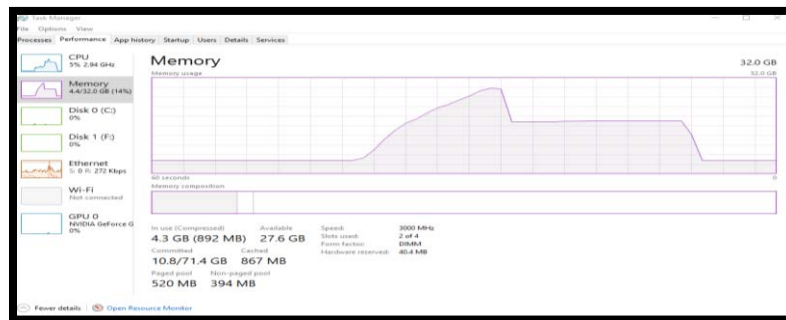 Task Manager
File Options View
Processes Performance App history Startup Users Details Services
CPU
5% 2.94 GHz
Memory
4.4/32.0 GB (14%)
Disk 0 (C:)
0%
Disk 1 (F:)
0%
Ethernet
S: 0 R: 272 Kbps
Wi-Fi
Not connected
GPU 0
NVIDIA GeForce G
0%
Memory 32.0 GB
Memory usage 32.0 GB
60 seconds 0
Memory composition
In use (Compressed) Available
4.3 GB (892 MB) 27.6 GB
Committed Cached
10.8/71.4 GB 867 MB
Paged pool Non-paged pool
520 MB 394 MB
Speed: 3000 MHz
Slots used: 2 of 4
Form factor: DIMM
Hardware reserved: 40.4 MB
Fewer details Open Resource Monitor